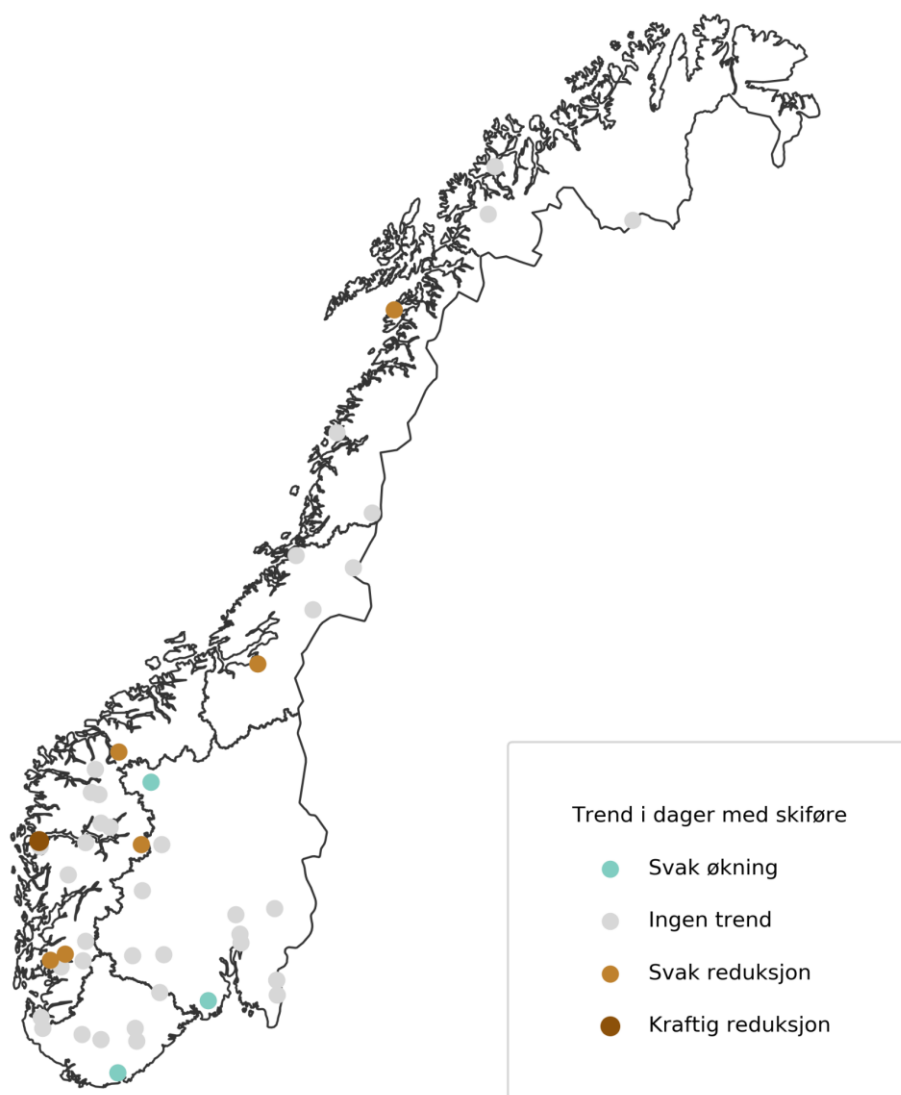 Trend i dager med skiføre
Svak økning
Ingen trend
Svak reduksjon
Kraftig reduksjon